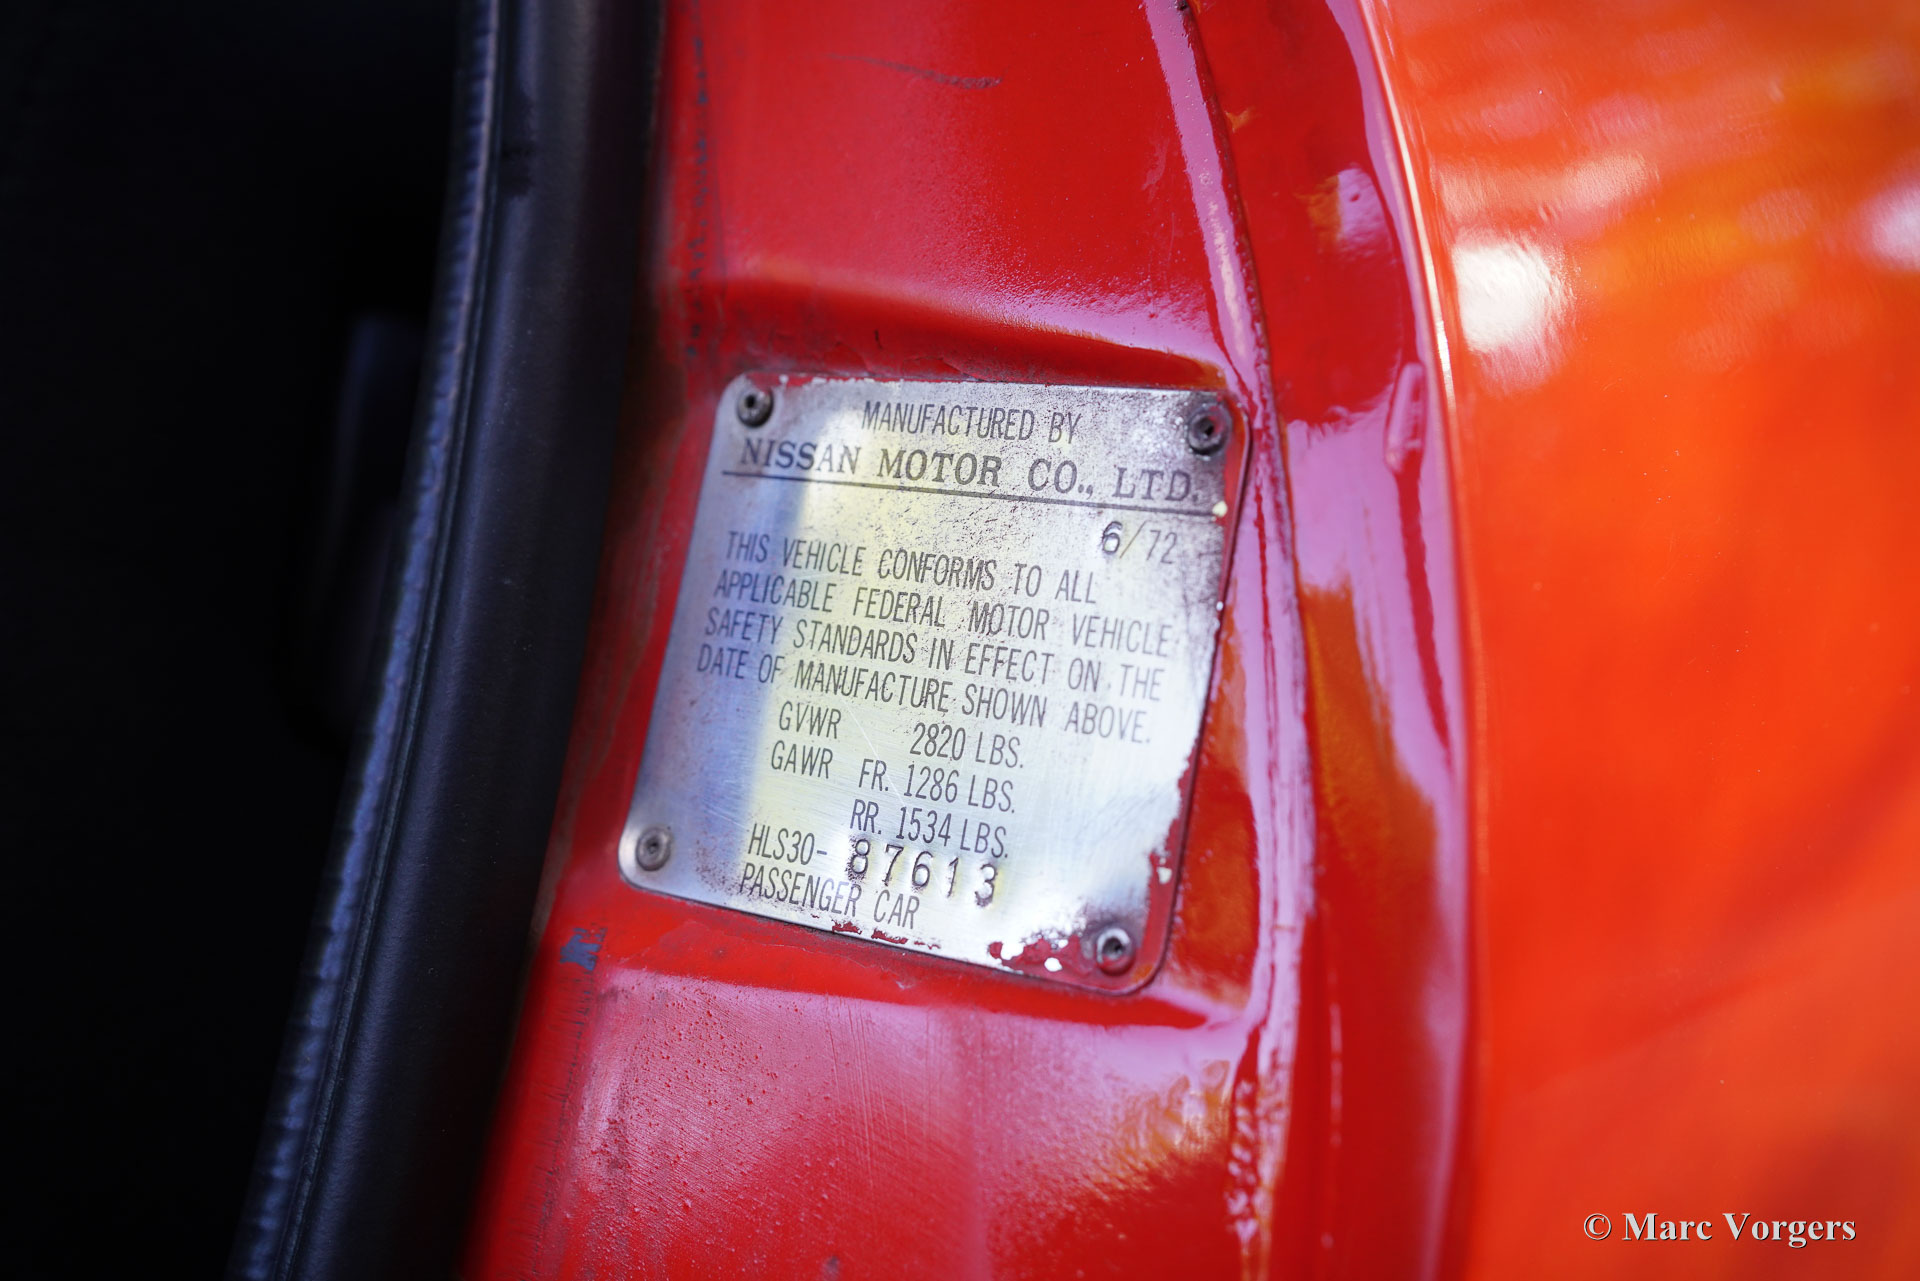 MANUFACTURED BY
NISSAN MOTOR CO., LTD.
6/72
THIS VEHICLE CONFORMS TO ALL
APPLICABLE FEDERAL MOTOR VEHICLE
SAFETY STANDARDS IN EFFECT ON THE
DATE OF MANUFACTURE SHOWN ABOVE.
GVWR 2820 LBS.
GAWR FR. 1286 LBS.
RR. 1534 LBS.
HLS30- 87613
PASSENGER CAR
© Marc Vorgers